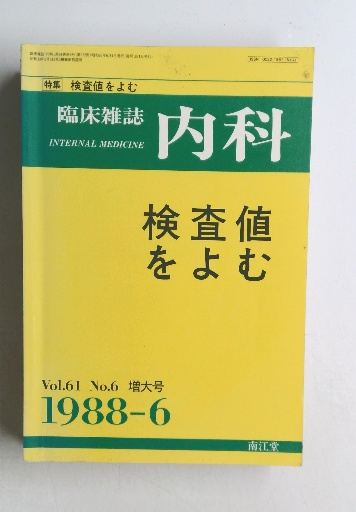 特集 検査値をよむ
臨床雑誌 内科
INTERNAL MEDICINE
検査値
をよむ
Vol.61 No.6 増大号
1988-6
南江堂